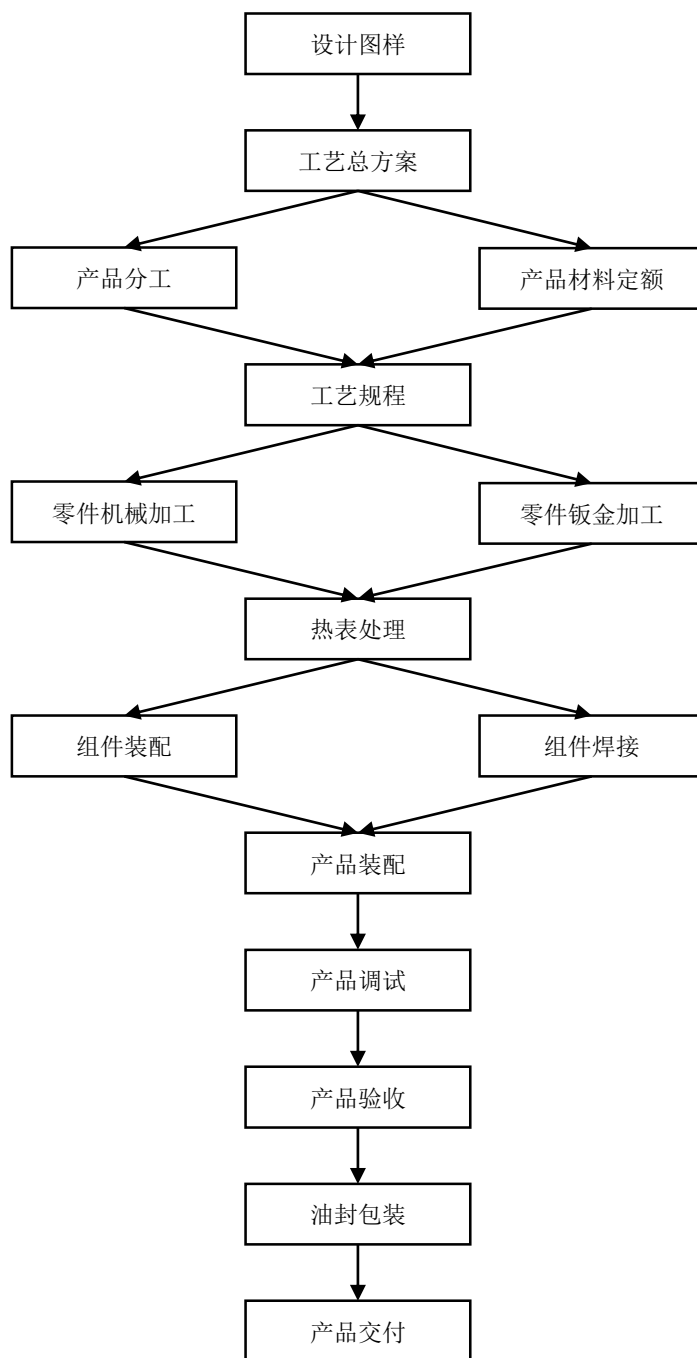 设计图样
工艺总方案
产品分工
产品材料定额
工艺规程
零件机械加工
零件钣金加工
热表处理
组件装配
组件焊接
产品装配
产品调试
产品验收
油封包装
产品交付